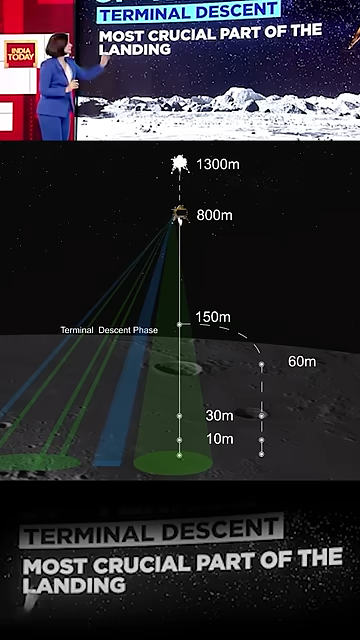 INDIA
TODAY
TERMINAL DESCENT
MOST CRUCIAL PART OF THE
LANDING
1300m
800m
150m
Terminal Descent Phase
60m
30m
10m
TERMINAL DESCENT
MOST CRUCIAL PART OF THE
LANDING